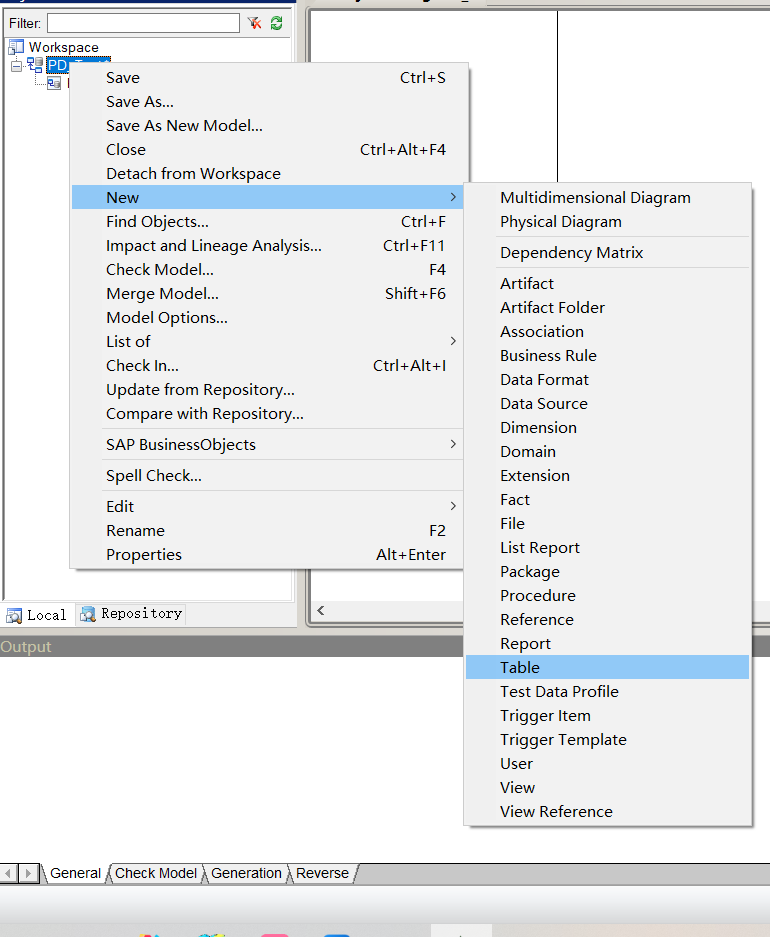 Filter:
Workspace
Save Ctrl+S
Save As...
Save As New Model...
Close Ctrl+Alt+F4
Detach from Workspace
New
Find Objects... Ctrl+F
Impact and Lineage Analysis... Ctrl+F11
Check Model... F4
Merge Model... Shift+F6
Model Options...
List of
Check In... Ctrl+Alt+I
Update from Repository...
Compare with Repository...
SAP BusinessObjects
Spell Check...
Edit
Rename F2
Properties Alt+Enter
Multidimensional Diagram
Physical Diagram
Dependency Matrix
Artifact
Artifact Folder
Association
Business Rule
Data Format
Data Source
Dimension
Domain
Extension
Fact
File
List Report
Package
Procedure
Reference
Report
Table
Test Data Profile
Trigger Item
Trigger Template
User
View
View Reference
Local Repository
Output
General Check Model Generation Reverse